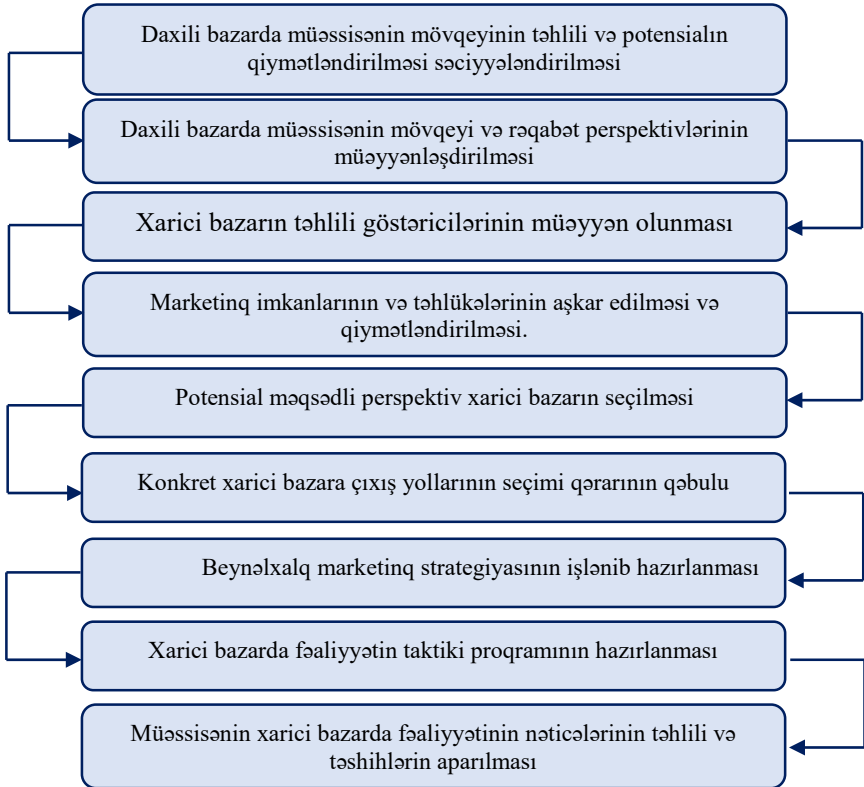 Daxili bazarda müəssisənin mövqeyinin təhlili və potensialın
qiymətləndirilməsi səciyyələndirilməsi
Daxili bazarda müəssisənin mövqeyi və rəqabət perspektivlərinin
müəyyənləşdirilməsi
Xarici bazarın təhlili göstəricilərinin müəyyən olunması
Marketinq imkanlarının və təhlükələrinin aşkar edilməsi və
qiymətləndirilməsi.
Potensial məqsədli perspektiv xarici bazarın seçilməsi
Konkret xarici bazara çıxış yollarının seçimi qərarının qəbulu
Beynəlxalq marketinq strategiyasının işlənib hazırlanması
Xarici bazarda fəaliyyətin taktiki proqramının hazırlanması
Müəssisənin xarici bazarda fəaliyyətinin nəticələrinin təhlili və
təshihlərin aparılması